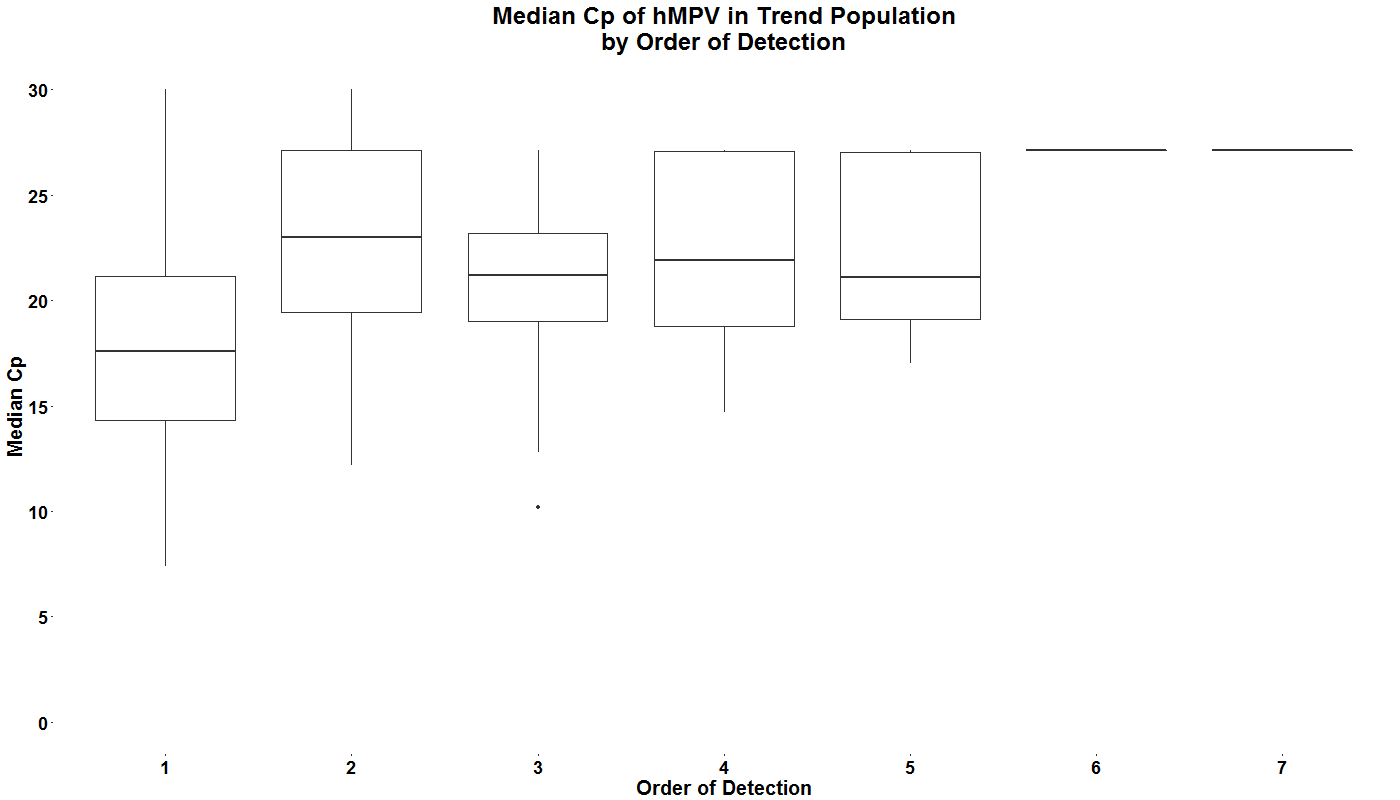 Median Cp of hMPV in Trend Population
by Order of Detection
30
25
20
15
10
5
0
Median Cp
1 2 3 4 5 6 7
Order of Detection